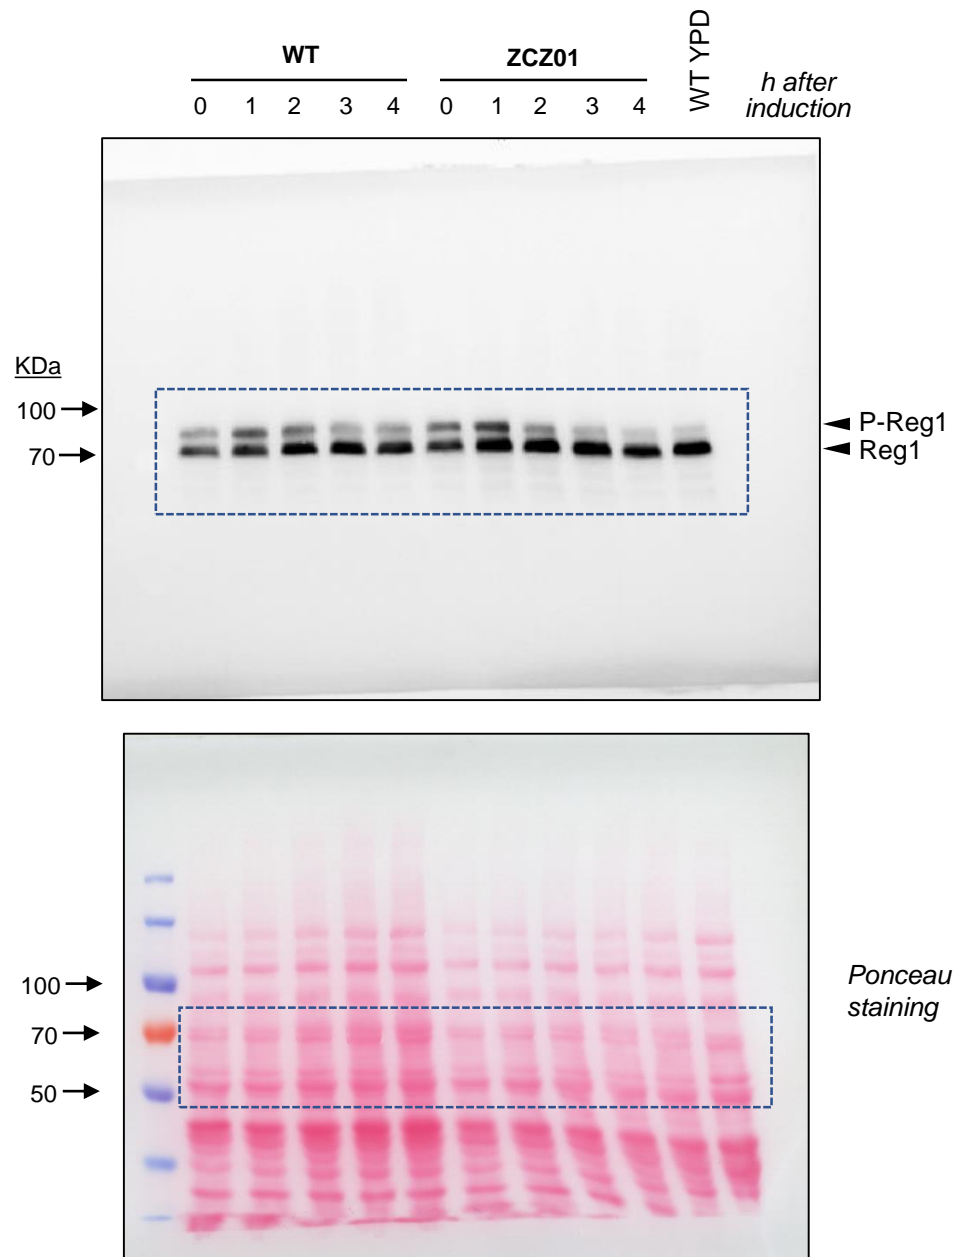 WT
ZCZ01
WT YPD
h after
induction
0 1 2 3 4 0 1 2 3 4
KDa
100
70
P-Reg1
Reg1
100
70
50
Ponceau
staining